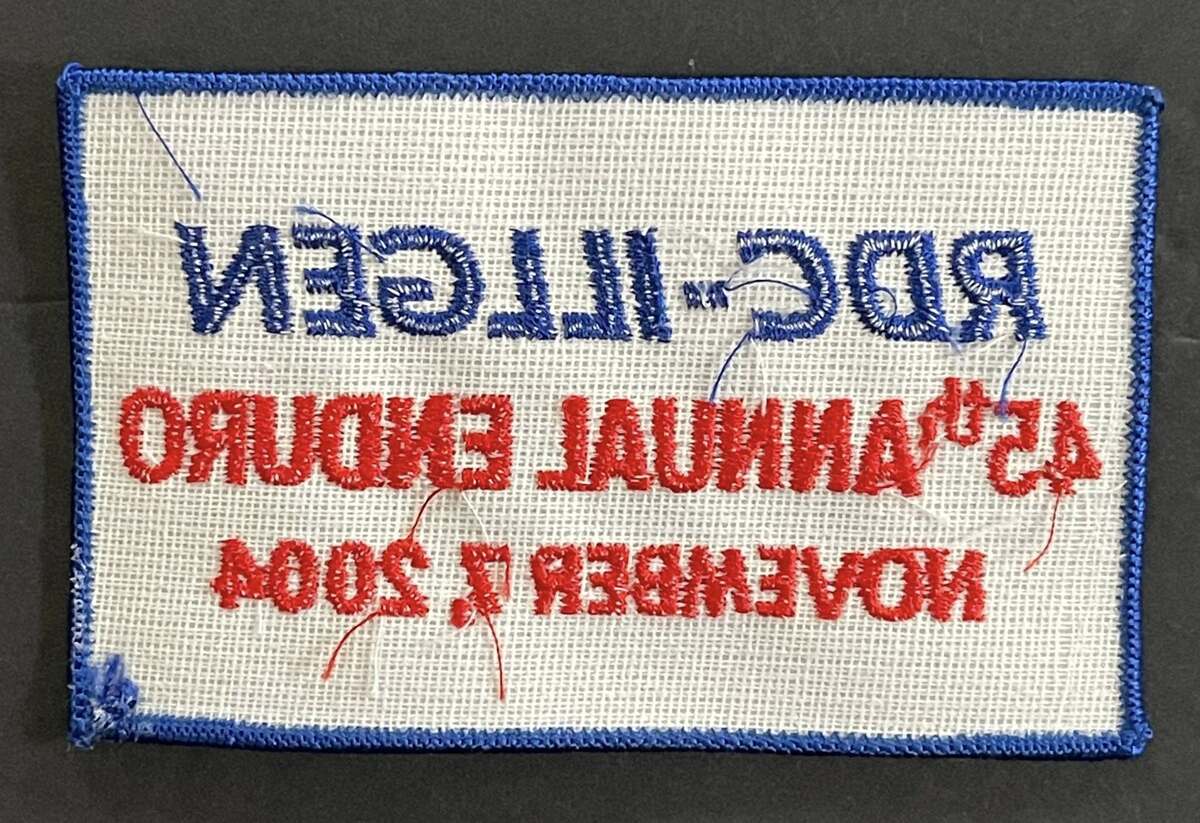 RDC-ILLGEN
45th ANNUAL ENDURO
NOVEMBER 7, 2004